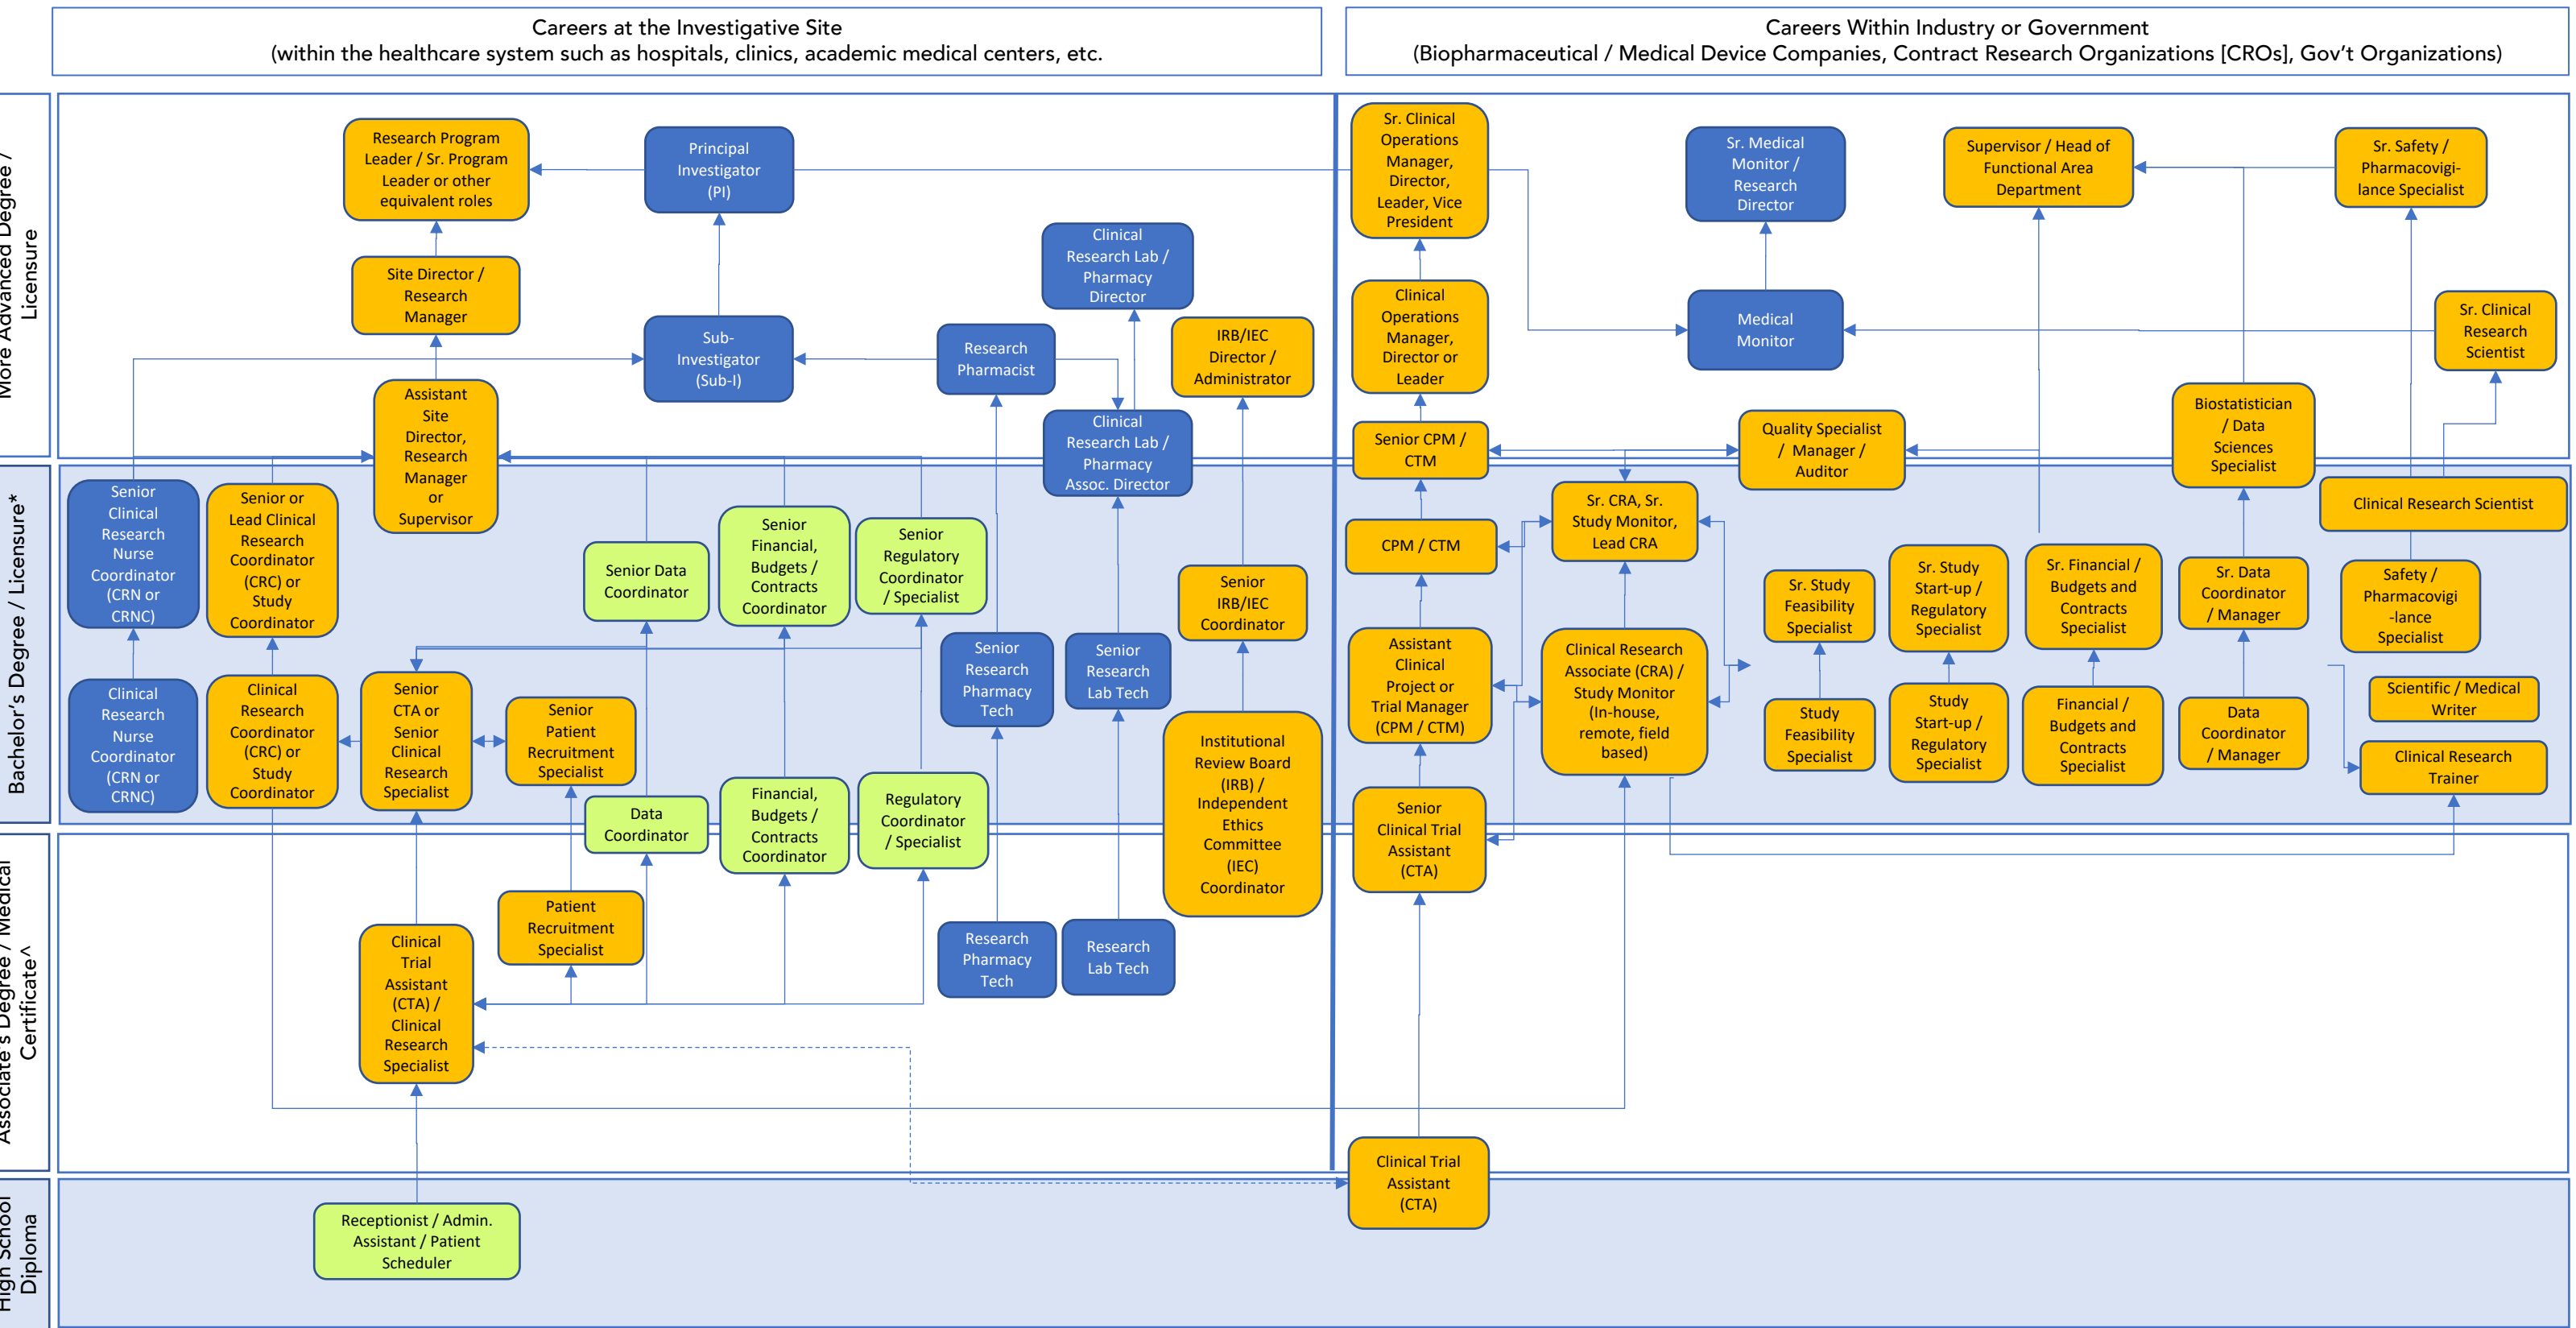 Careers at the Investigative Site
(within the healthcare system such as hospitals, clinics, academic medical centers, etc.
Careers Within Industry or Government
(Biopharmaceutical / Medical Device Companies, Contract Research Organizations [CROs], Gov’t Organizations)
More Advanced Degree /
Licensure
Research Program
Leader / Sr. Program
Leader or other
equivalent roles
Principal
Investigator
(PI)
Site Director /
Research
Manager
Clinical
Research Lab /
Pharmacy
Director
Sub-
Investigator
(Sub-I)
Research
Pharmacist
IRB/IEC
Director /
Administrator
Assistant
Site
Director,
Research
Manager
or
Supervisor
Clinical
Research Lab /
Pharmacy
Assoc. Director
Sr. Clinical
Operations
Manager,
Director,
Leader, Vice
President
Sr. Medical
Monitor /
Research
Director
Supervisor / Head of
Functional Area
Department
Sr. Safety /
Pharmacovigi-
lance Specialist
Clinical
Operations
Manager,
Director or
Leader
Medical
Monitor
Sr. Clinical
Research
Scientist
Senior CPM /
CTM
Quality Specialist
/ Manager /
Auditor
Biostatistician
/ Data
Sciences
Specialist
Bachelor’s Degree / Licensure*
Senior
Clinical
Research
Nurse
Coordinator
(CRN or
CRNC)
Senior or
Lead Clinical
Research
Coordinator
(CRC) or
Study
Coordinator
Senior Data
Coordinator
Senior
Financial,
Budgets /
Contracts
Coordinator
Senior
Regulatory
Coordinator
/ Specialist
Senior
IRB/IEC
Coordinator
Clinical
Research
Nurse
Coordinator
(CRN or
CRNC)
Clinical
Research
Coordinator
(CRC) or
Study
Coordinator
Senior
CTA or
Senior
Clinical
Research
Specialist
Senior
Patient
Recruitment
Specialist
Senior
Research
Pharmacy
Tech
Senior
Research
Lab Tech
Data
Coordinator
Financial,
Budgets /
Contracts
Coordinator
Regulatory
Coordinator
/ Specialist
Institutional
Review Board
(IRB) /
Independent
Ethics
Committee
(IEC)
Coordinator
CPM / CTM
Sr. CRA, Sr.
Study Monitor,
Lead CRA
Clinical Research Scientist
Sr. Study
Feasibility
Specialist
Sr. Study
Start-up /
Regulatory
Specialist
Sr. Financial /
Budgets and
Contracts
Specialist
Sr. Data
Coordinator
/ Manager
Safety /
Pharmacovigi
-lance
Specialist
Assistant
Clinical
Project or
Trial Manager
(CPM / CTM)
Clinical Research
Associate (CRA) /
Study Monitor
(In-house,
remote, field
based)
Study
Feasibility
Specialist
Study
Start-up /
Regulatory
Specialist
Financial /
Budgets and
Contracts
Specialist
Data
Coordinator
/ Manager
Scientific / Medical
Writer
Clinical Research
Trainer
Senior
Clinical Trial
Assistant
(CTA)
Associate’s Degree / Medical
Certificate^
Patient
Recruitment
Specialist
Clinical
Trial
Assistant
(CTA) /
Clinical
Research
Specialist
Research
Pharmacy
Tech
Research
Lab Tech
Clinical Trial
Assistant
(CTA)
High School
Diploma
Receptionist / Admin.
Assistant / Patient
Scheduler